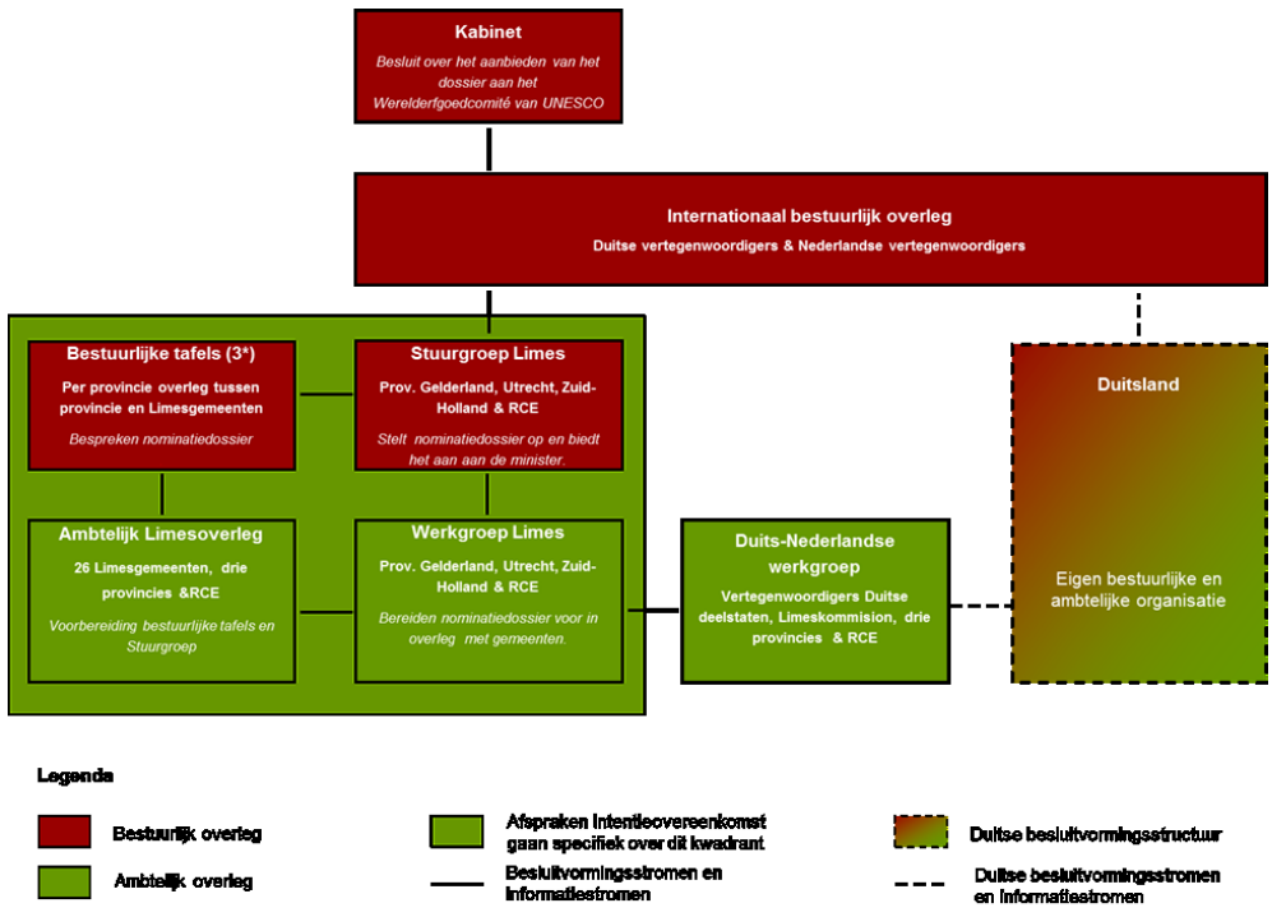 Kabinet
Besluit over het aanbieden van het
dossier aan het
Werelderfgoedcomité van UNESCO
Internationaal bestuurlijk overleg
Duitse vertegenwoordigers & Nederlandse vertegenwoordigers
Bestuurlijke tafels (3*)
Per provincie overleg tussen
provincie en Limesgemeenten
Bespreken nominatiedossier
Stuurgroep Limes
Prov. Gelderland, Utrecht, Zuid-
Holland & RCE
Stelt nominatiedossier op en biedt
het aan aan de minister.
Duitsland
Eigen bestuurlijke en
ambtelijke organisatie
Ambtelijk Limesoverleg
26 Limesgemeenten, drie
provincies &RCE
Voorbereiding bestuurlijke tafels en
Stuurgroep
Werkgroep Limes
Prov. Gelderland, Utrecht, Zuid-
Holland & RCE
Bereiden nominatiedossier voor in
overleg met gemeenten.
Duits-Nederlandse
werkgroep
Vertegenwoordigers Duitse
deelstaten, Limeskommision, drie
provincies & RCE
Legenda
Bestuurlijk overleg
Ambtelijk overleg
Afspraken Intentieovereenkomst
gaan specifiek over dit kwadrant
Besluitvormingsstromen en
informatiestromen
Duitse besluitvormingsstructuur
Duitse besluitvormingsstromen
en informatiestromen